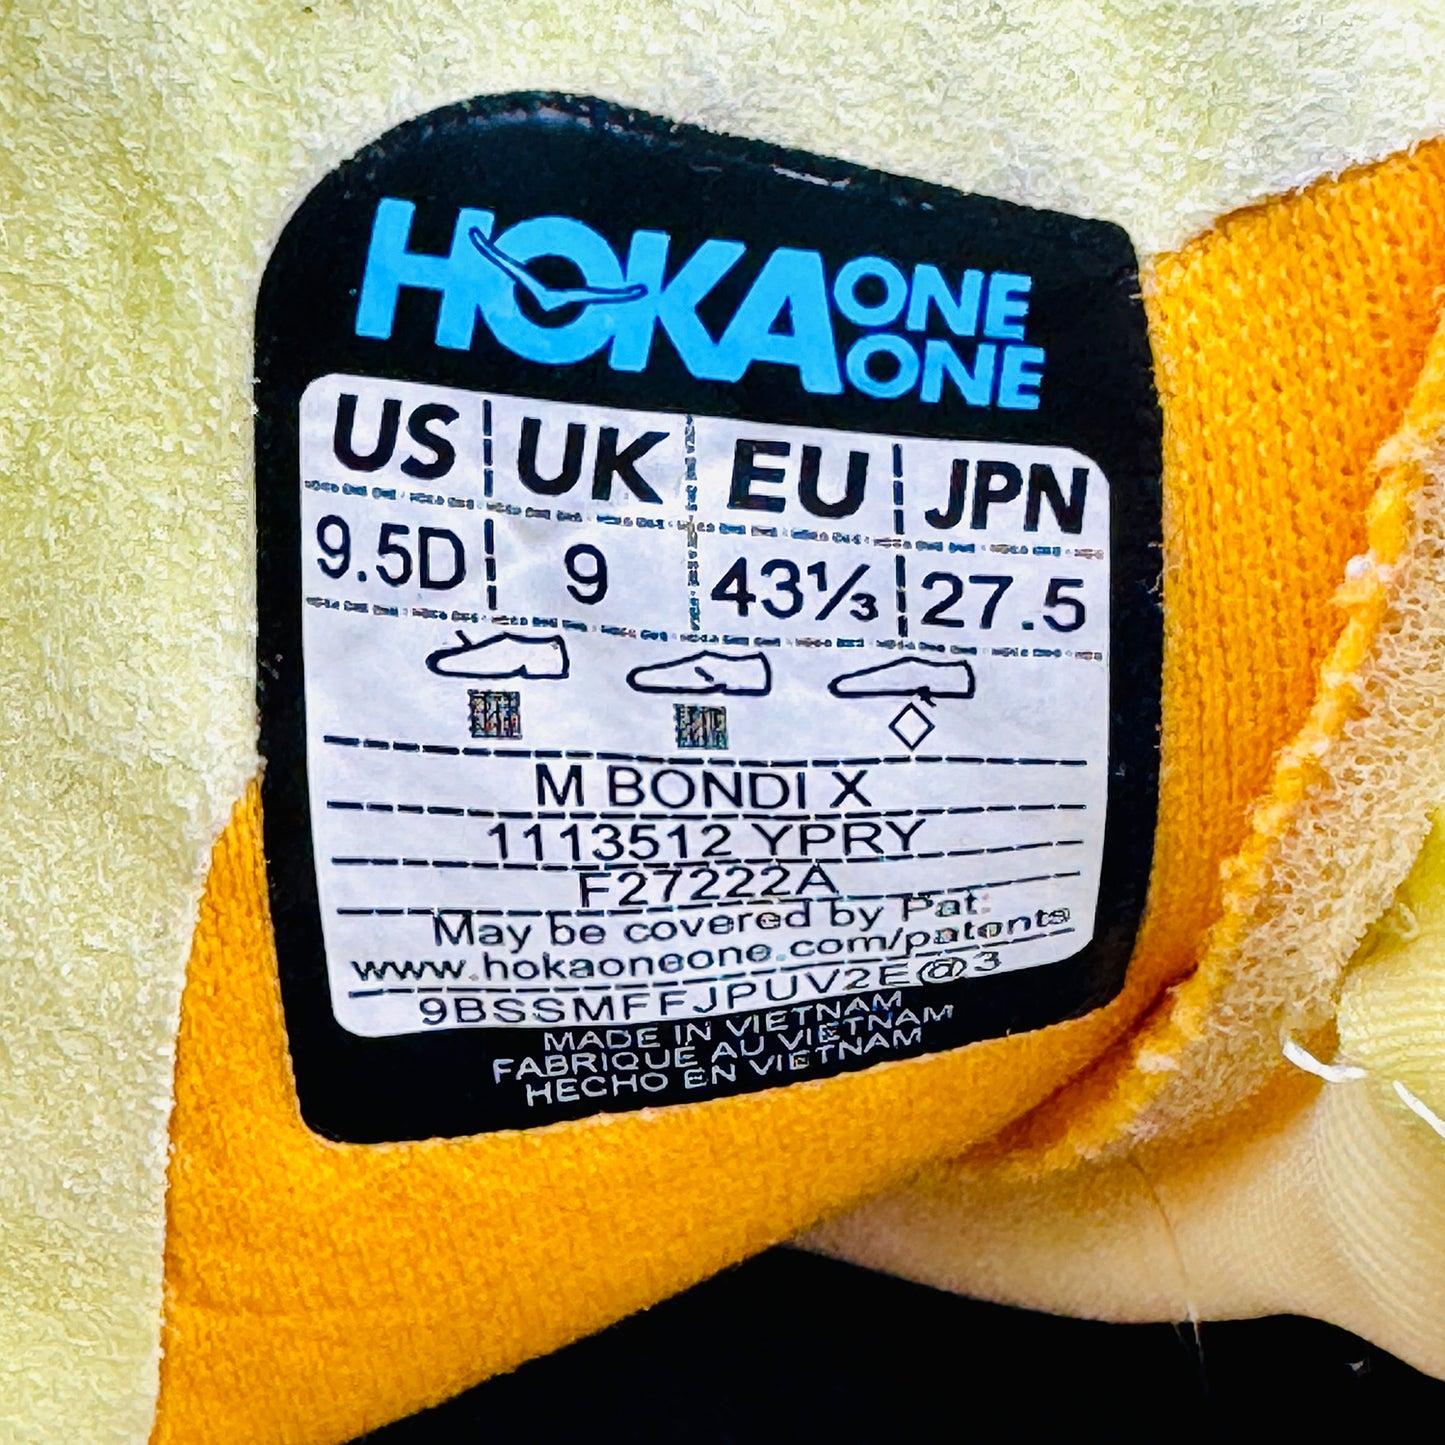 HOKA ONE ONE
US UK EU JPN
9.5D 9 43⅓ 27.5
M BONDI X
1113512 YPRY
F27222A
May be covered by Pat:
www.hokaoneone.com/patents
9BSSMFFJPUV2E@3
MADE IN VIETNAM
FABRIQUÉ AU VIETNAM
HECHO EN VIETNAM